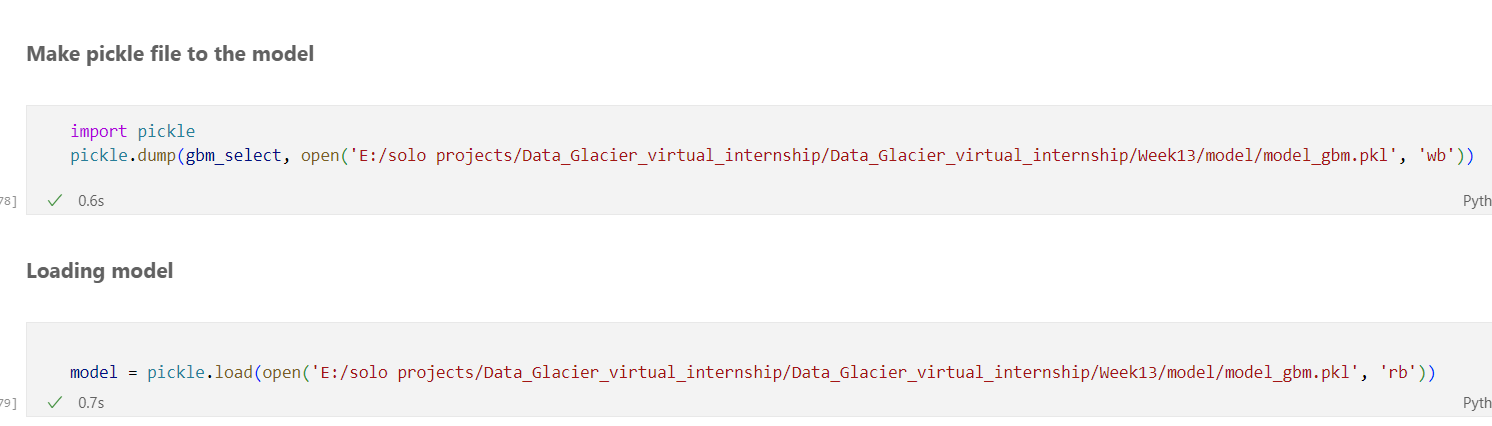 Make pickle file to the model
import pickle
pickle.dump(gbm_select, open('E:/solo projects/Data_Glacier_virtual_internship/Data_Glacier_virtual_internship/Week13/model/model_gbm.pkl', 'wb'))
78] ✓ 0.6s Pyth
Loading model
model = pickle.load(open('E:/solo projects/Data_Glacier_virtual_internship/Data_Glacier_virtual_internship/Week13/model/model_gbm.pkl', 'rb'))
79] ✓ 0.7s Pyth